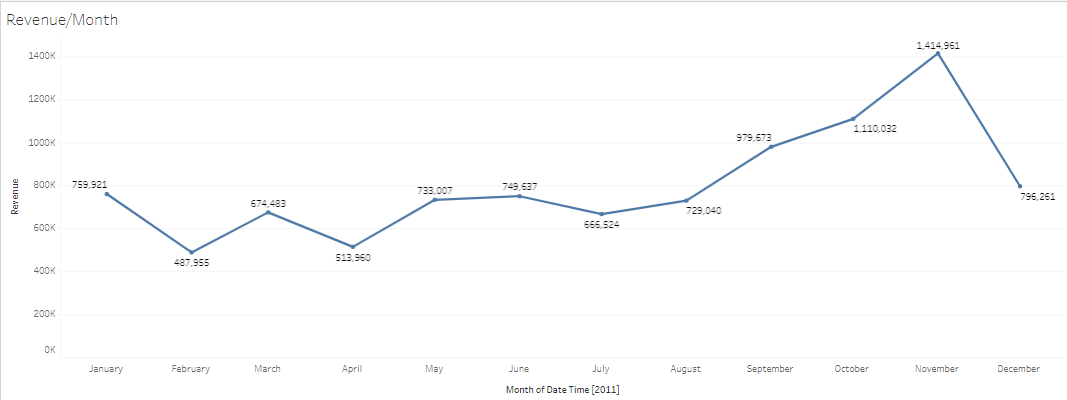 Revenue/Month
1400K
1200K
1000K
800K
600K
400K
200K
0K
Revenue
759,921
487,955
674,483
513,960
733,007
749,637
666,524
729,040
979,673
1,110,032
1,414,961
796,261
January February March April May June July August September October November December
Month of Date Time [2011]